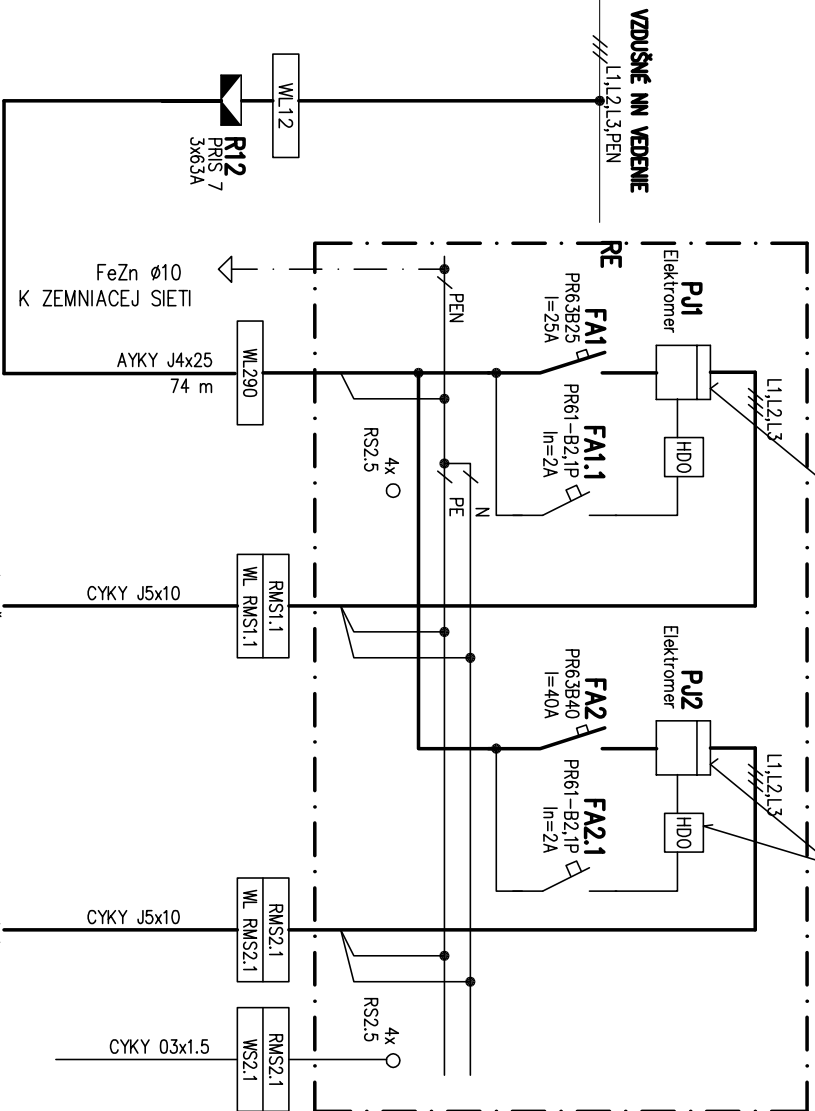 VZDUŠNÉ NN VEDENIE
L1,L2,L3,PEN
WL12
R12
PRIS 7
3x63A
FeZn ø10
K ZEMNIACEJ SIETI
AYKY J4x25
74 m
WL290
RE
PEN
PJ1
Elektromer
L1,L2,L3
FA1
PR63B25
I=25A
HDO
FA1.1
PR61-B2,1P
In=2A
4x
RS2.5
PE
N
CYKY J5x10
RMS1.1
WL RMS1.1
PJ2
Elektromer
L1,L2,L3
FA2
PR63B40
I=40A
HDO
FA2.1
PR61-B2,1P
In=2A
CYKY J5x10
RMS2.1
WL RMS2.1
4x
RS2.5
CYKY O3x1.5
RMS2.1
WS2.1